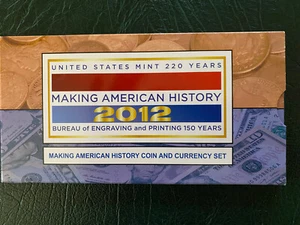 UNITED STATES MINT 220 YEARS
MAKING AMERICAN HISTORY
2012
BUREAU of ENGRAVING and PRINTING 150 YEARS
MAKING AMERICAN HISTORY COIN AND CURRENCY SET